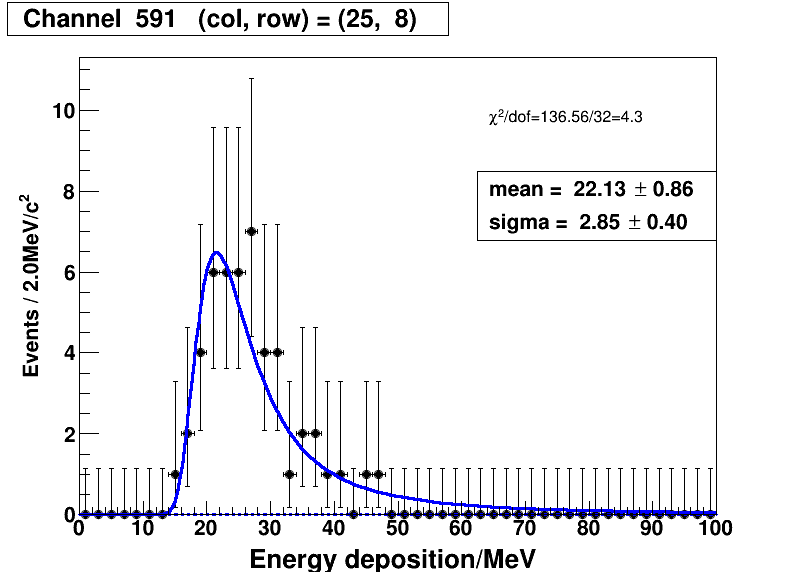 Channel 591 (col, row) = (25, 8)
χ²/dof=136.56/32=4.3
mean = 22.13 ± 0.86
sigma = 2.85 ± 0.40
Events / 2.0MeV/c²
10
8
6
4
2
0
0 10 20 30 40 50 60 70 80 90 100
Energy deposition/MeV